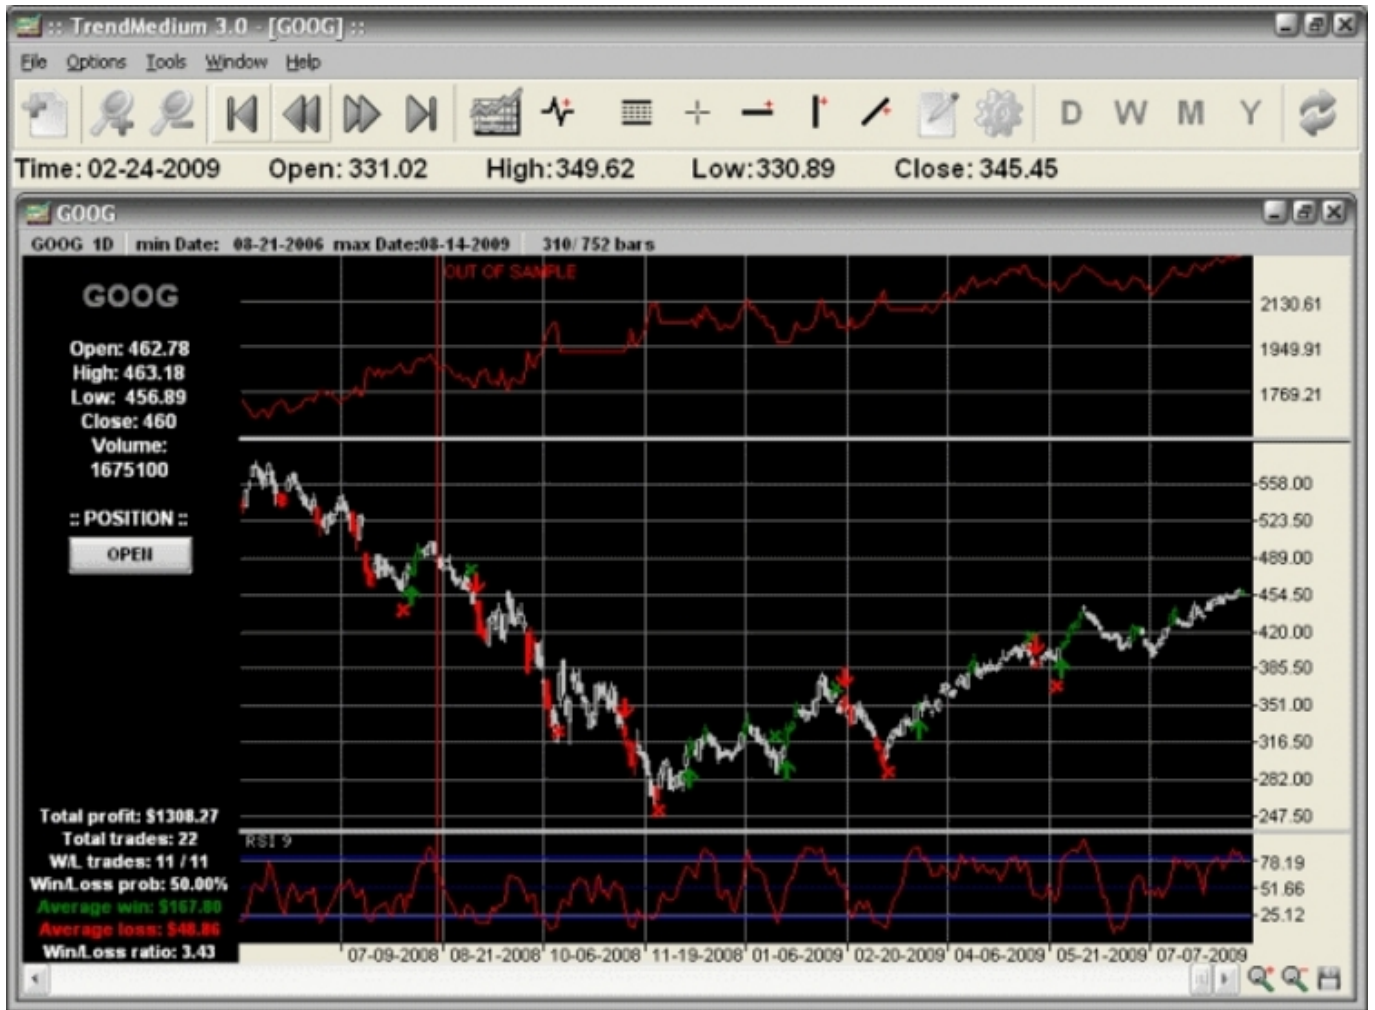 :: TrendMedium 3.0 - [GOOG] ::
File Options Tools Window Help
D W M Y
Time: 02-24-2009 Open: 331.02 High: 349.62 Low: 330.89 Close: 345.45
GOOG
GOOG 1D min Date: 08-21-2006 max Date:08-14-2009 310/ 752 bars
OUT OF SAMPLE
GOOG
Open: 462.78
High: 463.18
Low: 456.89
Close: 460
Volume:
1675100
:: POSITION ::
OPEN
Total profit: $1308.27
Total trades: 22
W/L trades: 11 / 11
Win/Loss prob: 50.00%
Average win: $167.80
Average loss: $48.86
Win/Loss ratio: 3.43
2130.61
1949.91
1769.21
558.00
523.50
489.00
454.50
420.00
385.50
351.00
316.50
282.00
247.50
RSI 9
78.19
51.66
25.12
07-09-2008 08-21-2008 10-06-2008 11-19-2008 01-06-2009 02-20-2009 04-06-2009 05-21-2009 07-07-2009